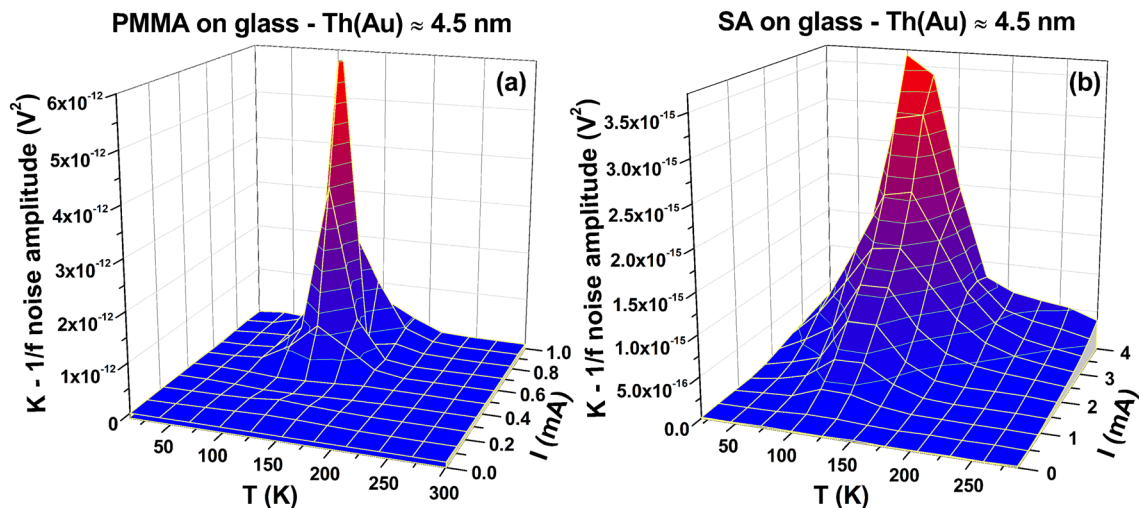 PMMA on glass - Th(Au) ≈ 4.5 nm
(a)
K - 1/f noise amplitude (V²)
6x10⁻¹²
5x10⁻¹²
4x10⁻¹²
3x10⁻¹²
2x10⁻¹²
1x10⁻¹²
0
50
100
150
200
250
300
T (K)
0.0
0.2
0.4
0.6
0.8
1.0
I (mA)
SA on glass - Th(Au) ≈ 4.5 nm
(b)
K - 1/f noise amplitude (V²)
3.5x10⁻¹⁵
3.0x10⁻¹⁵
2.5x10⁻¹⁵
2.0x10⁻¹⁵
1.5x10⁻¹⁵
1.0x10⁻¹⁵
5.0x10⁻¹⁶
0.0
50
100
150
200
250
T (K)
0
1
2
3
4
I (mA)